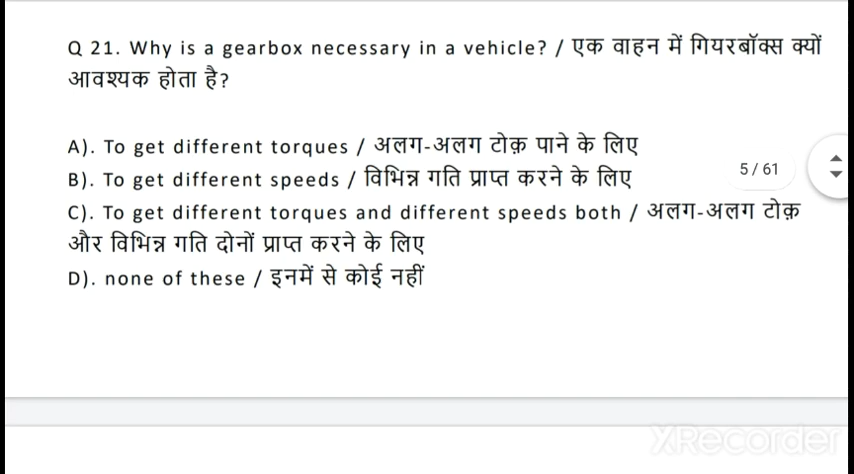 Q 21. Why is a gearbox necessary in a vehicle? / एक वाहन में गियरबॉक्स क्यों
आवश्यक होता है?
A). To get different torques / अलग-अलग टोक़ पाने के लिए
B). To get different speeds / विभिन्न गति प्राप्त करने के लिए
5 / 61
C). To get different torques and different speeds both / अलग-अलग टोक़
और विभिन्न गति दोनों प्राप्त करने के लिए
D). none of these / इनमें से कोई नहीं
XRecorder